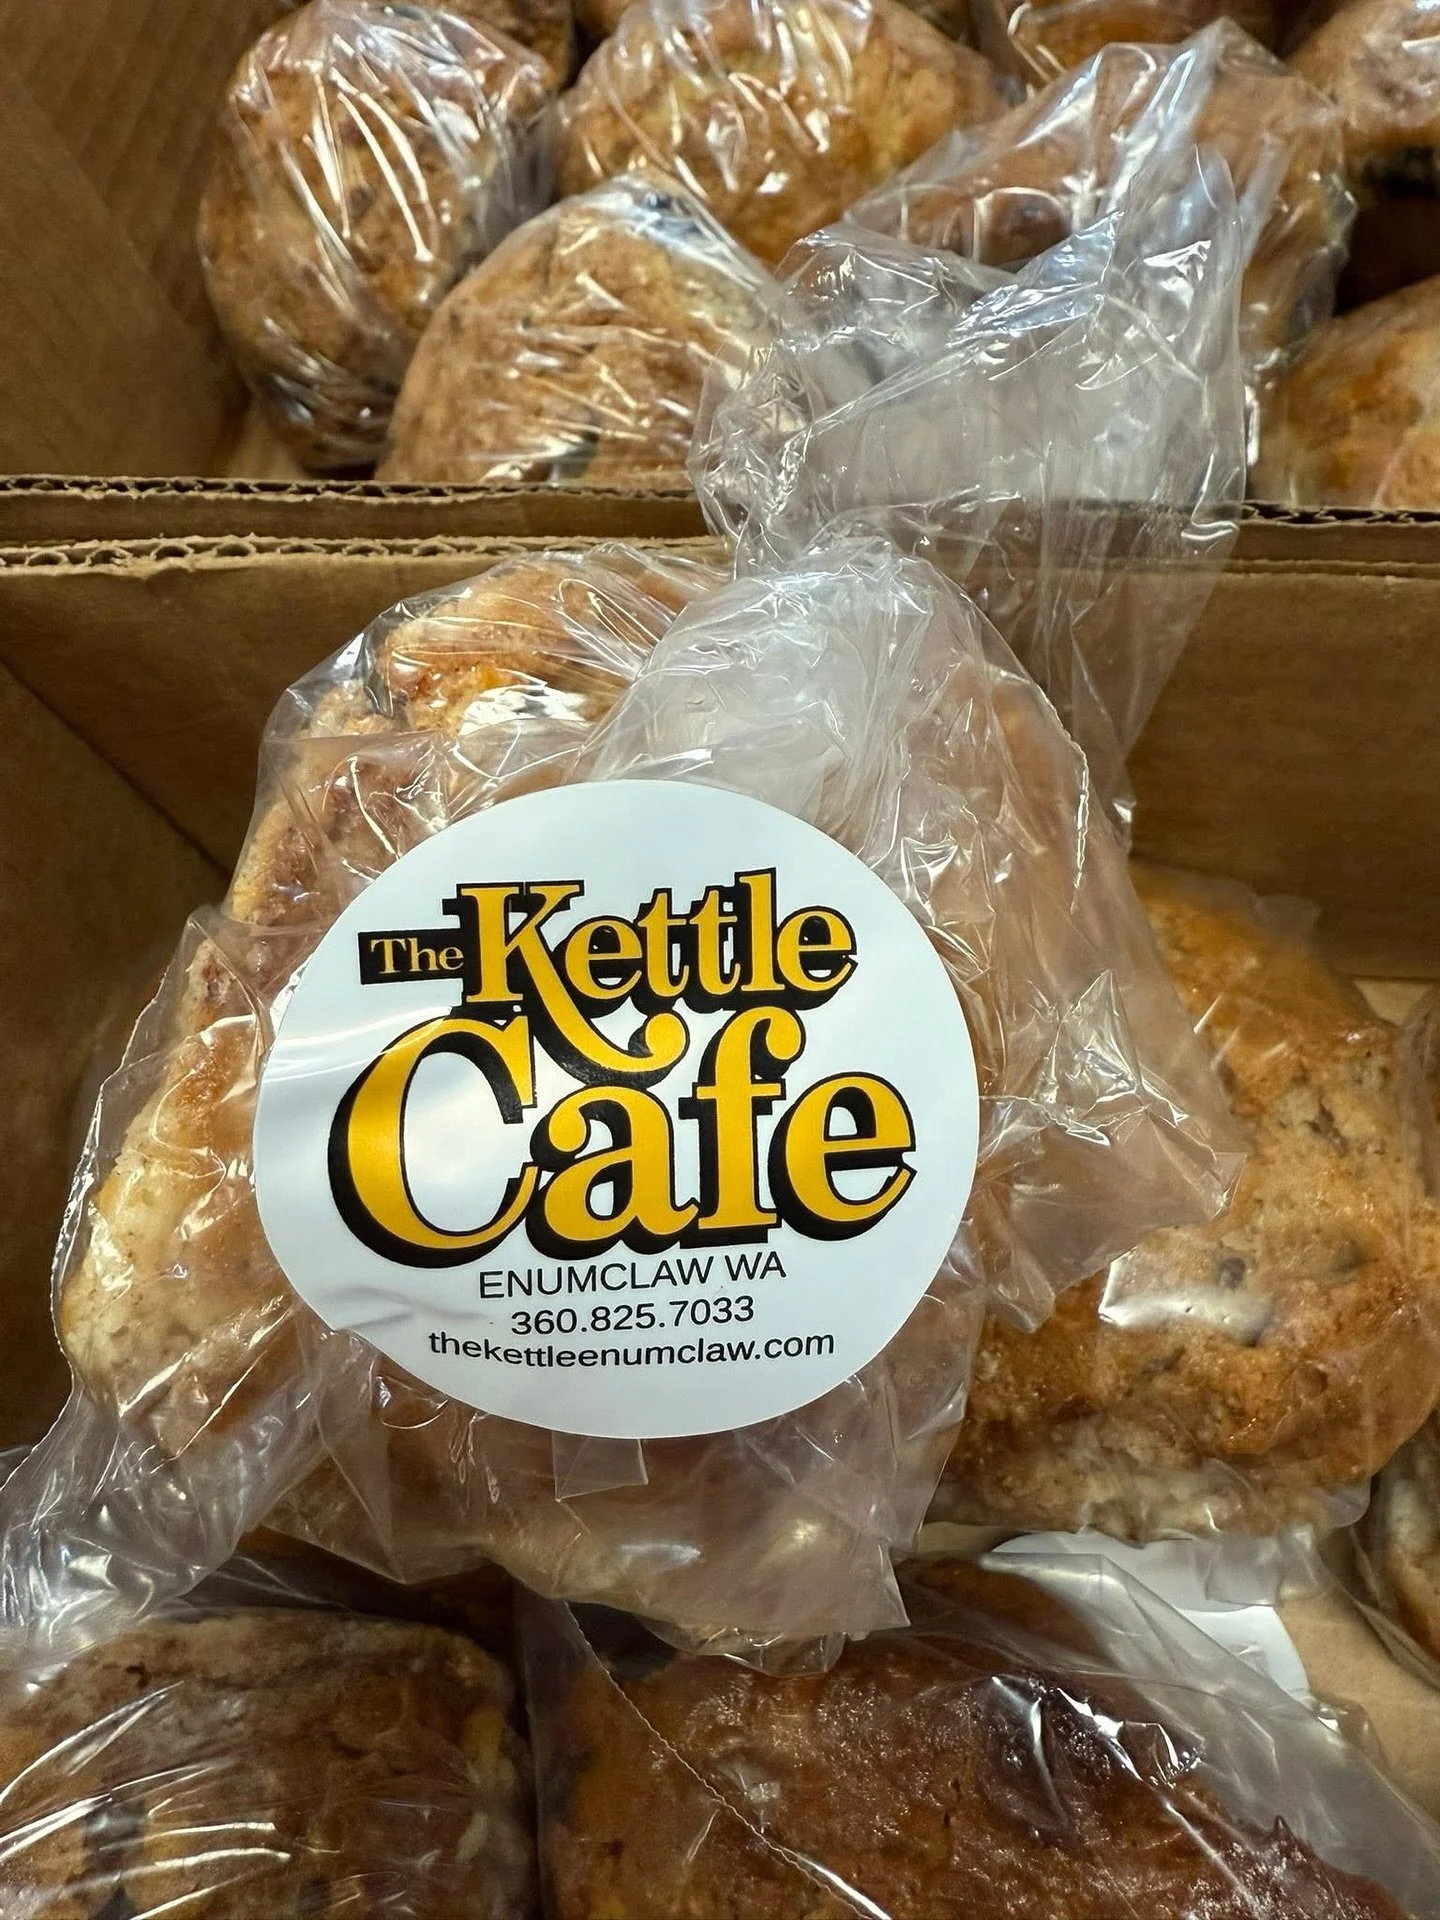 The Kettle
Cafe
ENUMCLAW WA
360.825.7033
thekettleenumclaw.com